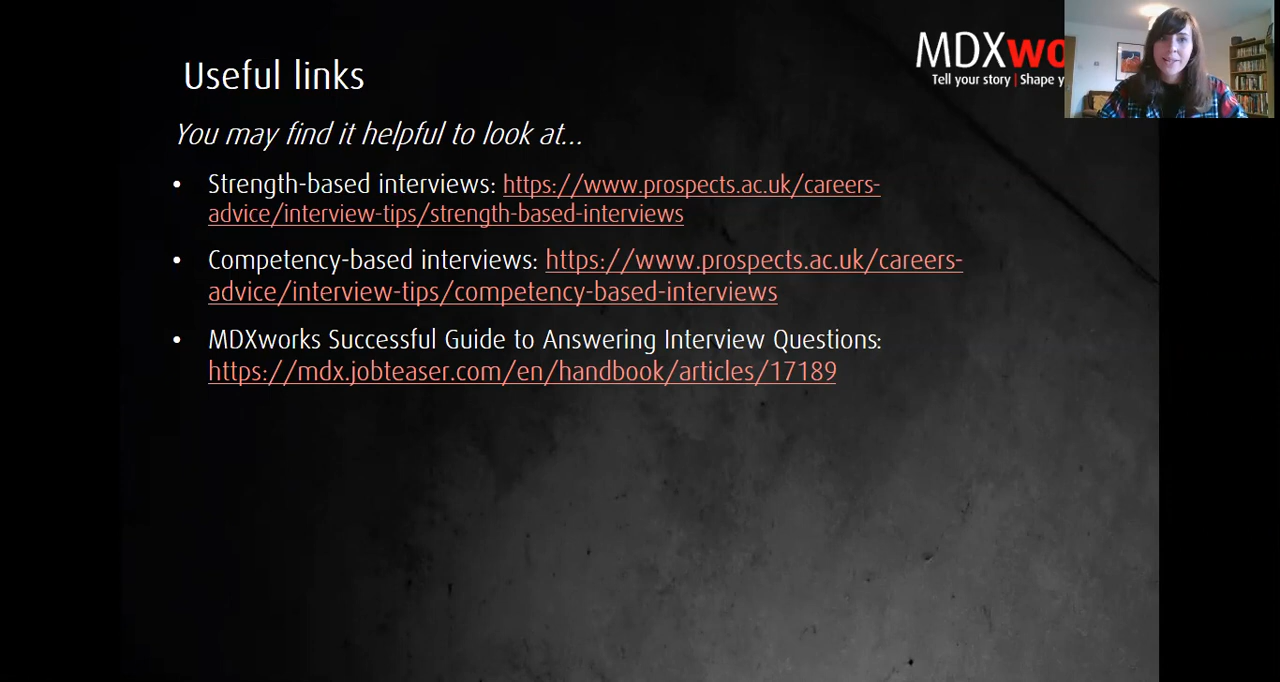 MDXwo
Tell your story | Shape y
Useful links
You may find it helpful to look at...
• Strength-based interviews: https://www.prospects.ac.uk/careers-
advice/interview-tips/strength-based-interviews
• Competency-based interviews: https://www.prospects.ac.uk/careers-
advice/interview-tips/competency-based-interviews
• MDXworks Successful Guide to Answering Interview Questions:
https://mdx.jobteaser.com/en/handbook/articles/17189